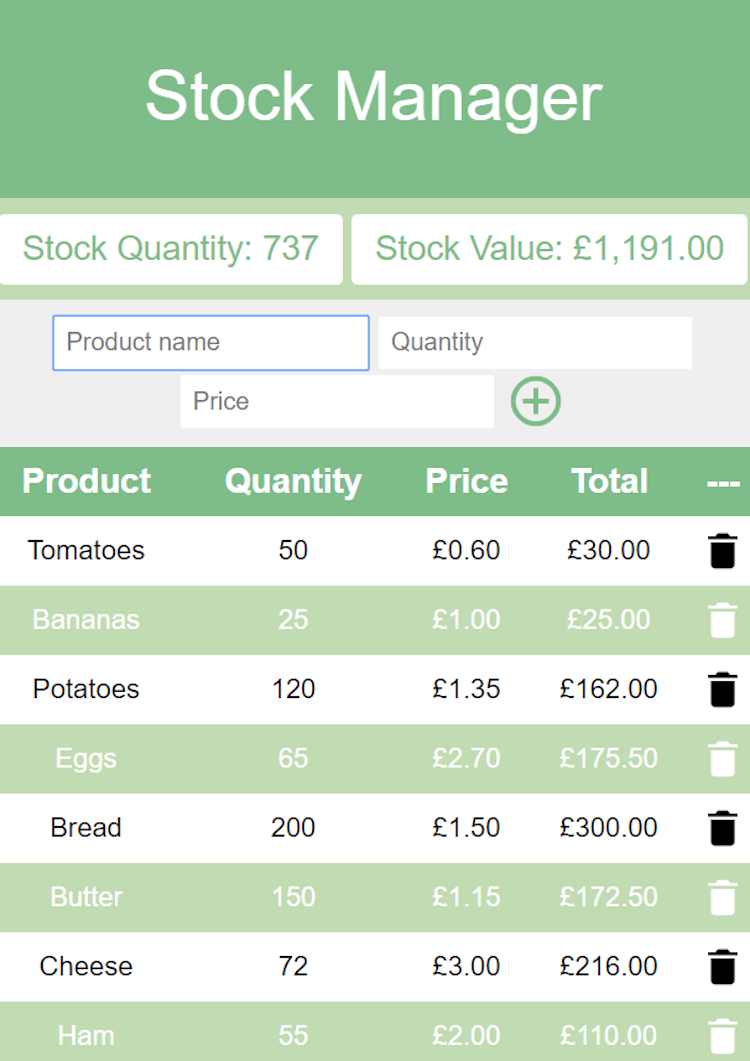 Stock Manager
Stock Quantity: 737 Stock Value: £1,191.00
Product name Quantity
Price
Product Quantity Price Total ---
Tomatoes 50 £0.60 £30.00
Bananas 25 £1.00 £25.00
Potatoes 120 £1.35 £162.00
Eggs 65 £2.70 £175.50
Bread 200 £1.50 £300.00
Butter 150 £1.15 £172.50
Cheese 72 £3.00 £216.00
Ham 55 £2.00 £110.00